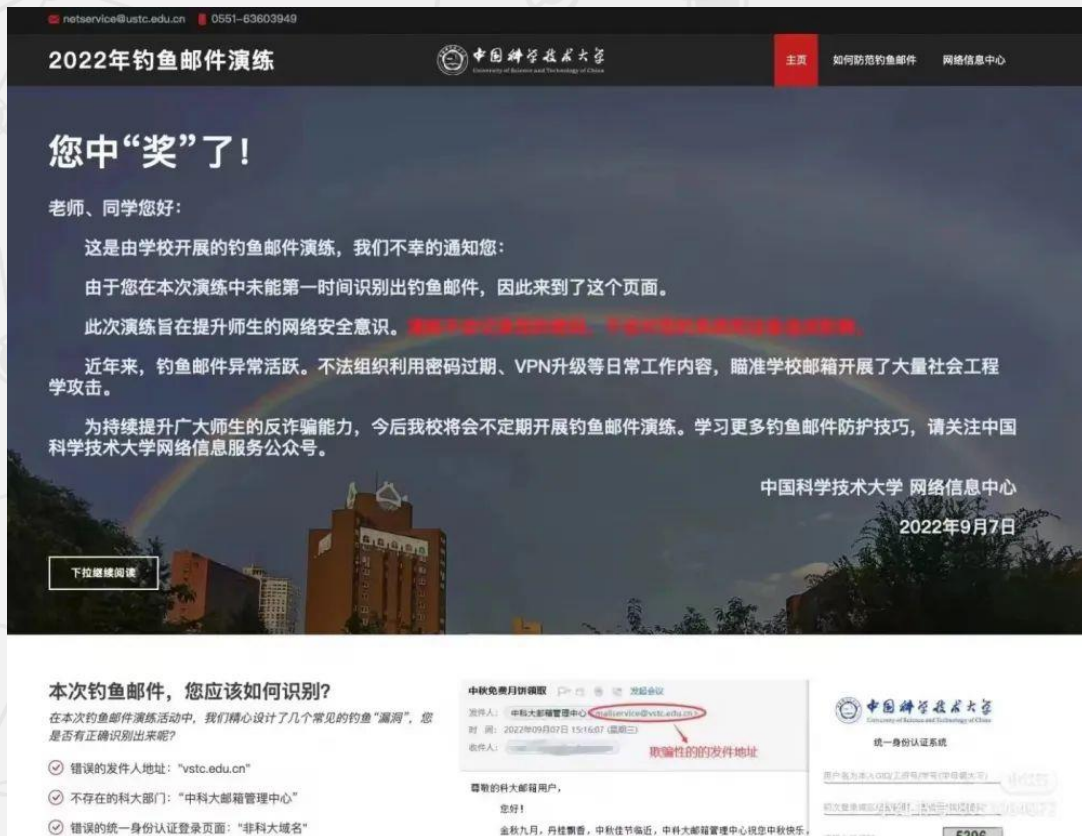 netservice@ustc.edu.cn 0551-63603949
2022年钓鱼邮件演练
中国科学技术大学
University of Science and Technology of China
主页 如何防范钓鱼邮件 网络信息中心
您中“奖”了!
老师、同学您好:
这是由学校开展的钓鱼邮件演练,我们不幸的通知您:
由于您在本次演练中未能第一时间识别出钓鱼邮件,因此来到了这个页面。
此次演练旨在提升师生的网络安全意识。
近年来,钓鱼邮件异常活跃。不法组织利用密码过期、VPN升级等日常工作内容,瞄准学校邮箱开展了大量社会工程
学攻击。
为持续提升广大师生的反诈骗能力,今后我校将会不定期开展钓鱼邮件演练。学习更多钓鱼邮件防护技巧,请关注中国
科学技术大学网络信息服务公众号。
中国科学技术大学 网络信息中心
2022年9月7日
下拉继续阅读
本次钓鱼邮件,您应该如何识别?
在本次钓鱼邮件演练活动中,我们精心设计了几个常见的钓鱼“漏洞”,您
是否有正确识别出来呢?
错误的发件人地址:“vstc.edu.cn”
不存在的科大部门:“中科大邮箱管理中心”
错误的统一身份认证登录页面:“非科大域名”
中秋免费月饼领取 发起会议
发件人: 中科大邮箱管理中心<mailservice@vstc.edu.cn>
时 间: 2022年09月07日 15:16:07 (星期三)
收件人:
欺骗性的的发件地址
尊敬的科大邮箱用户,
您好!
金秋九月,丹桂飘香,中秋佳节临近,中科大邮箱管理中心祝您中秋快乐,
中国科学技术大学
University of Science and Technology of China
统一身份认证系统
小红书
5206